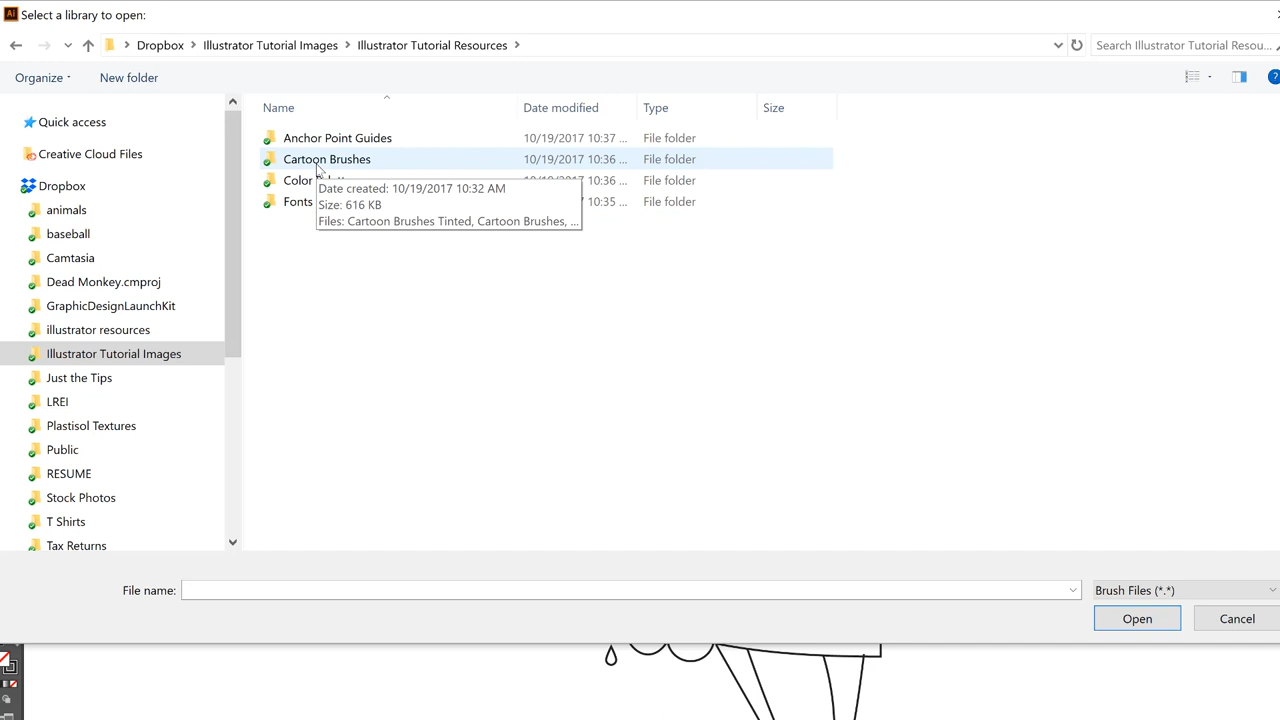 Ai Select a library to open:
Dropbox > Illustrator Tutorial Images > Illustrator Tutorial Resources >
Search Illustrator Tutorial Resou...
Organize
New folder
?
Name
Date modified
Type
Size
Quick access
Creative Cloud Files
Dropbox
animals
baseball
Camtasia
Dead Monkey.cmproj
GraphicDesignLaunchKit
illustrator resources
Illustrator Tutorial Images
Just the Tips
LREI
Plastisol Textures
Public
RESUME
Stock Photos
T Shirts
Tax Returns
Anchor Point Guides 10/19/2017 10:37 ... File folder
Cartoon Brushes 10/19/2017 10:36 ... File folder
Color 10:36 ... File folder
Fonts 10:35 ... File folder
Date created: 10/19/2017 10:32 AM
Size: 616 KB
Files: Cartoon Brushes Tinted, Cartoon Brushes, ...
File name:
Brush Files (*.*)
Open
Cancel